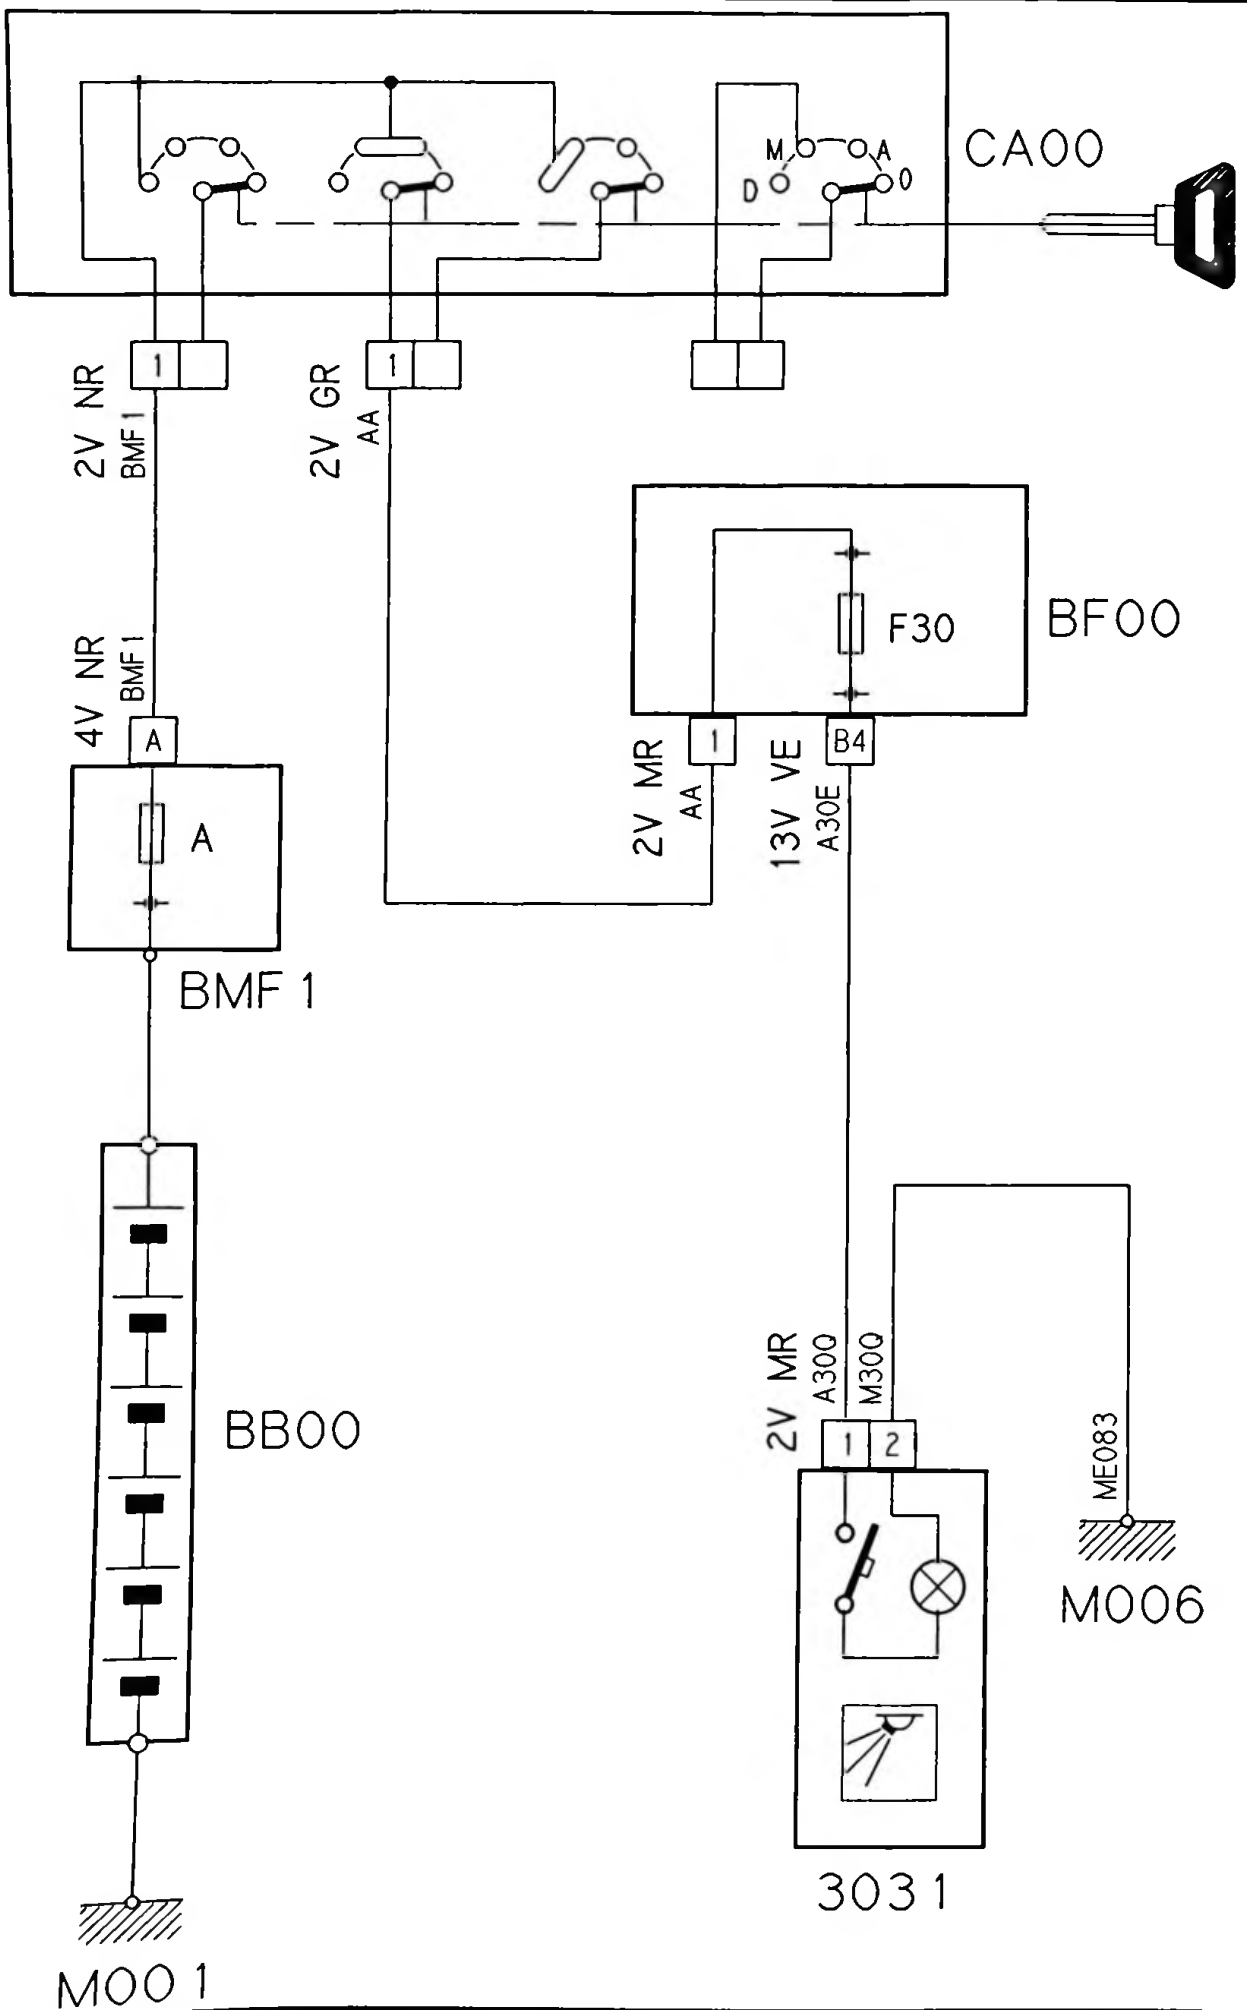 CA00
M
A
D
O
1
1
2V NR
BMF1
2V GR
AA
4V NR
BMF1
A
A
BMF1
F30
BF00
1
B4
2V MR
AA
13V VE
A30E
BB00
2V MR
A30Q
M30Q
1
2
ME083
M006
3031
M001